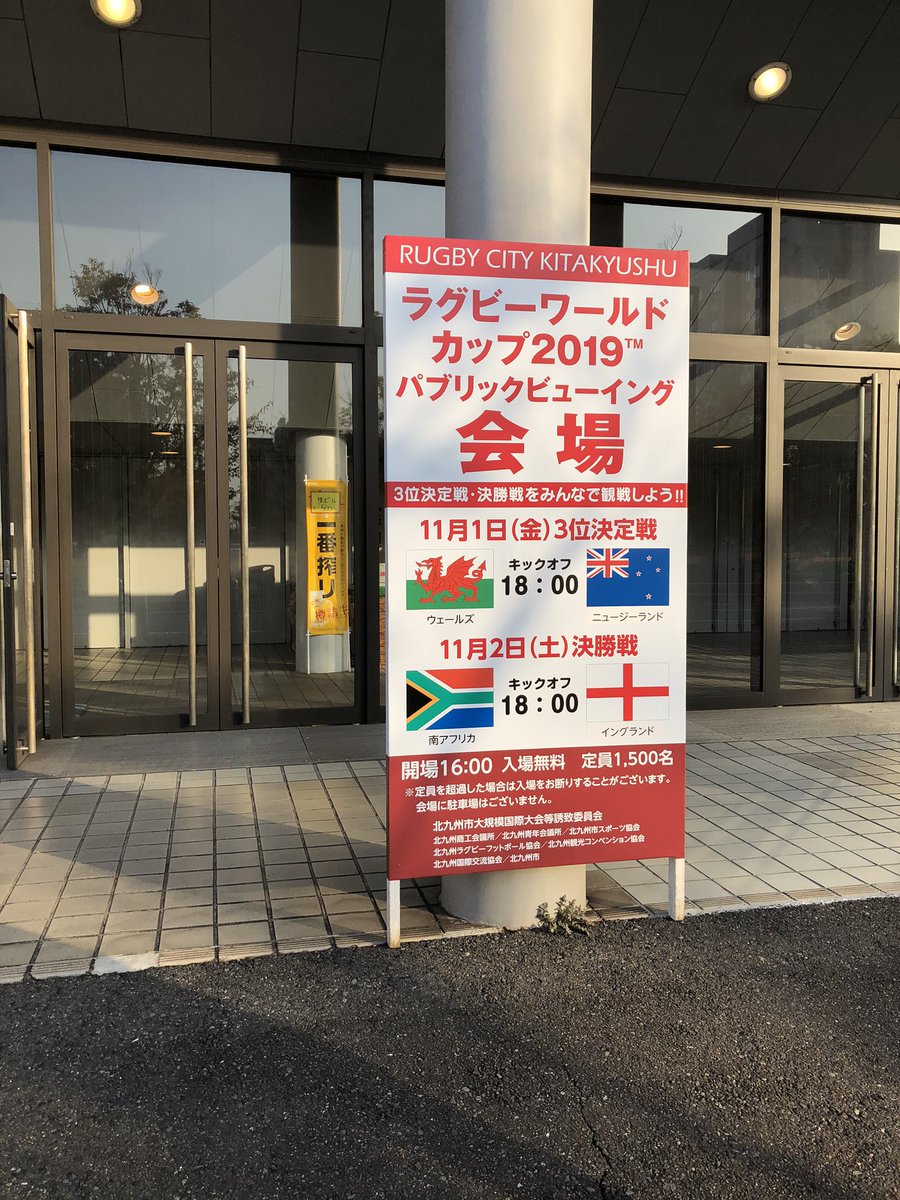 RUGBY CITY KITAKYUSHU
ラグビーワールド
カップ2019™
パブリックビューイング
会場
3位決定戦・決勝戦をみんなで観戦しよう!!
11月1日(金)3位決定戦
キックオフ
18:00
ウェールズ
ニュージーランド
11月2日(土)決勝戦
キックオフ
18:00
南アフリカ
イングランド
開場16:00 入場無料 定員1,500名
※定員を超過した場合は入場をお断りすることがございます。
会場に駐車場はございません。
北九州市大規模国際大会等誘致委員会
北九州商工会議所／北九州青年会議所／北九州市スポーツ協会
北九州ラグビーフットボール協会／北九州観光コンベンション協会
北九州国際交流協会／北九州市
生ビール
一番搾り